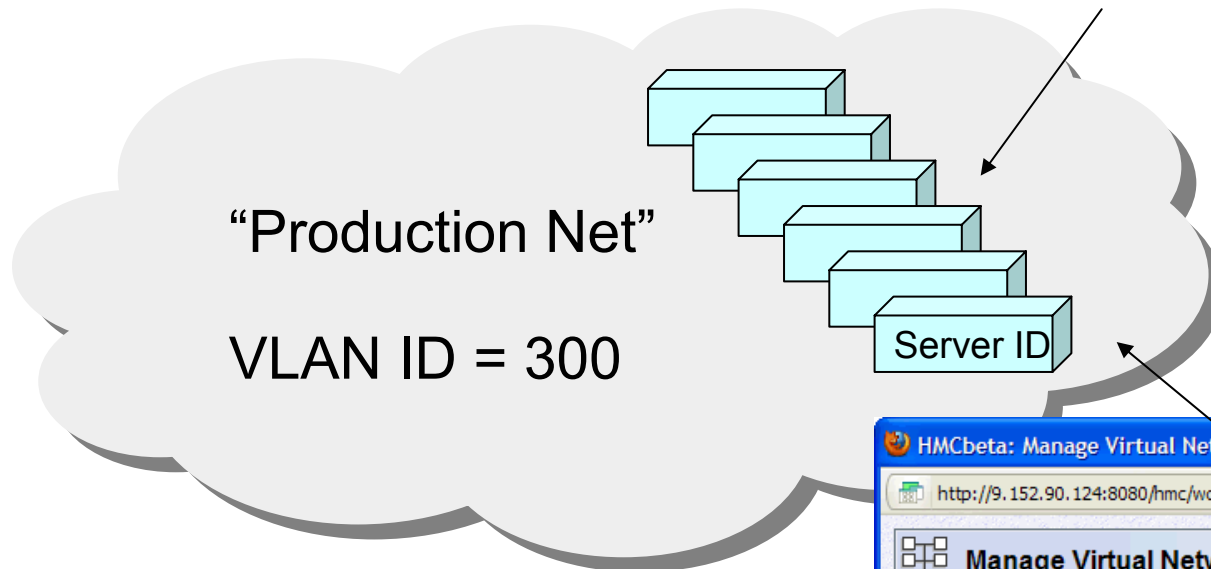 “Production Net”
VLAN ID = 300
Server ID
HMCbeta: Manage Virtual Net
http://9.152.90.124:8080/hmc/wc
Manage Virtual Netw